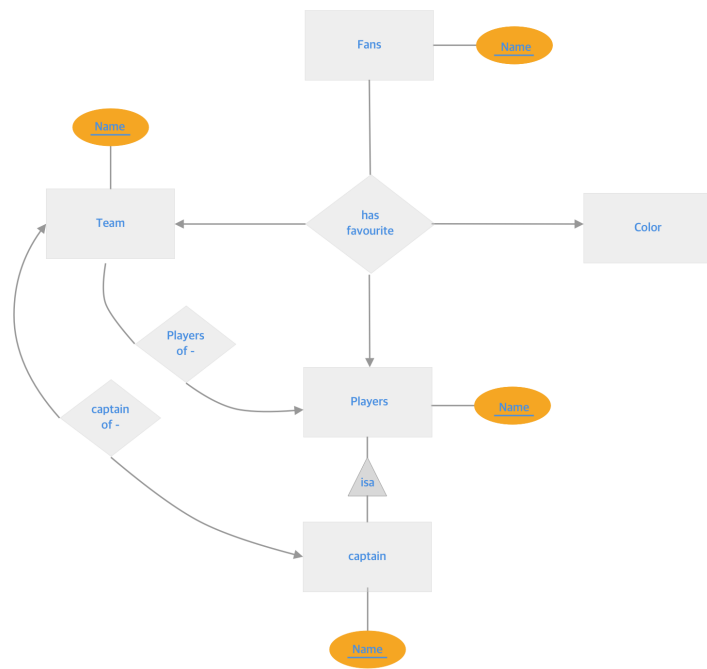 Fans
Name
Name
Team
has
favourite
Color
Players
of -
captain
of -
Players
Name
isa
captain
Name